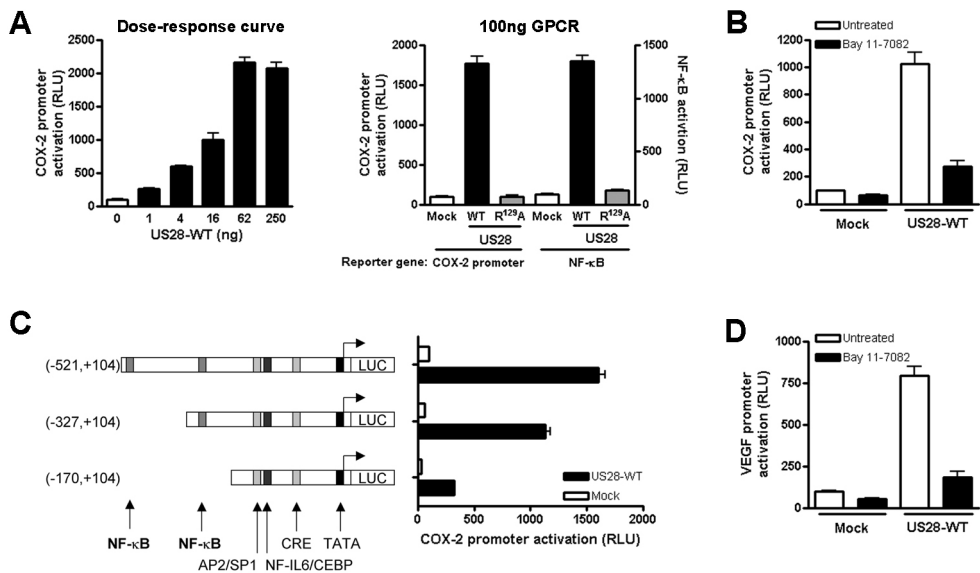 A
Dose-response curve
COX-2 promoter
activation (RLU)
2500
2000
1500
1000
500
0
0 1 4 16 62 250
US28-WT (ng)
100ng GPCR
COX-2 promoter
activation (RLU)
2000
1500
1000
500
0
NF-κB activtion (RLU)
1500
1000
500
0
Mock WT R¹²⁹A Mock WT R¹²⁹A
US28 US28
Reporter gene: COX-2 promoter NF-κB
B
Untreated
Bay 11-7082
COX-2 promoter
activation (RLU)
1200
1000
800
600
400
200
0
Mock US28-WT
C
(-521,+104)
LUC
(-327,+104)
LUC
(-170,+104)
LUC
NF-κB NF-κB CRE TATA
AP2/SP1 NF-IL6/CEBP
US28-WT
Mock
0 500 1000 1500 2000
COX-2 promoter activation (RLU)
D
Untreated
Bay 11-7082
VEGF promoter
activation (RLU)
1000
750
500
250
0
Mock US28-WT